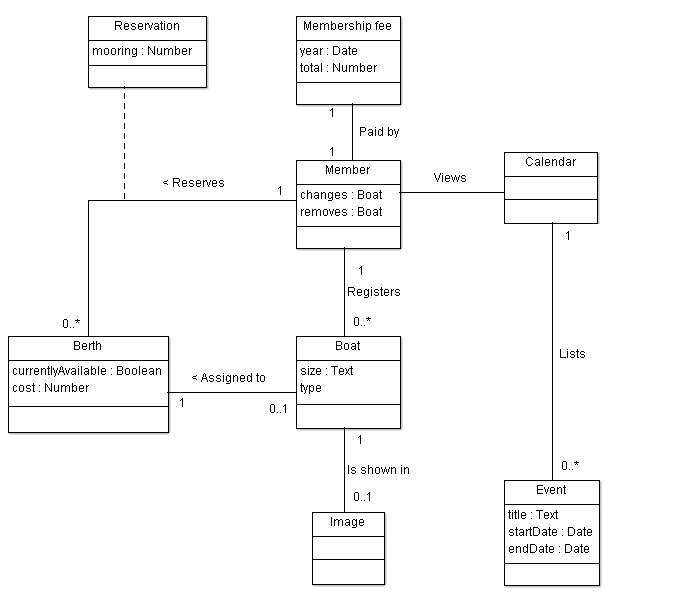 Reservation
mooring : Number
Membership fee
year : Date
total : Number
1
Paid by
1
Member
changes : Boat
removes : Boat
< Reserves
1
Views
Calendar
1
1
Registers
0..*
0..*
Lists
Berth
currentlyAvailable : Boolean
cost : Number
< Assigned to
1
0..1
Boat
size : Text
type
1
Is shown in
0..1
Image
0..*
Event
title : Text
startDate : Date
endDate : Date